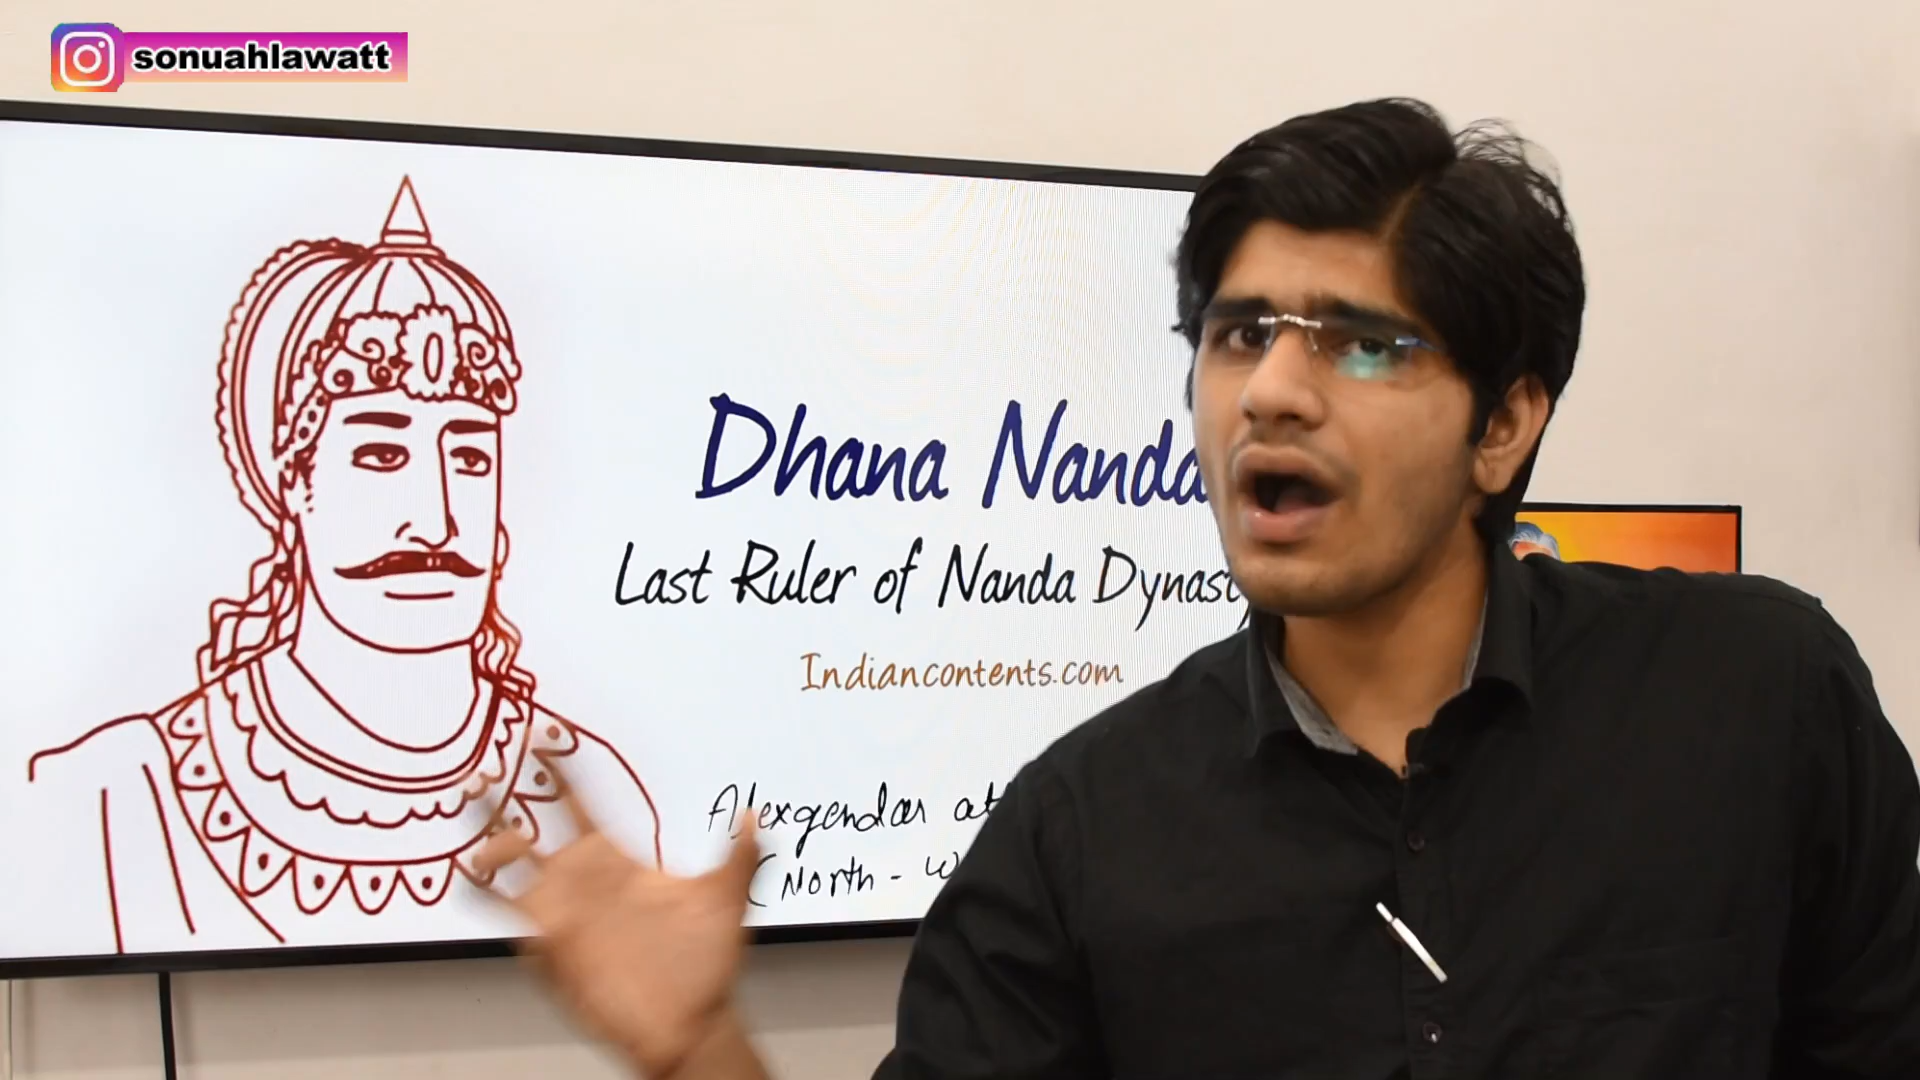 sonuahlawatt
Dhana Nanda
Last Ruler of Nanda Dynasty
Indiancontents.com
Alexgendar
(North -